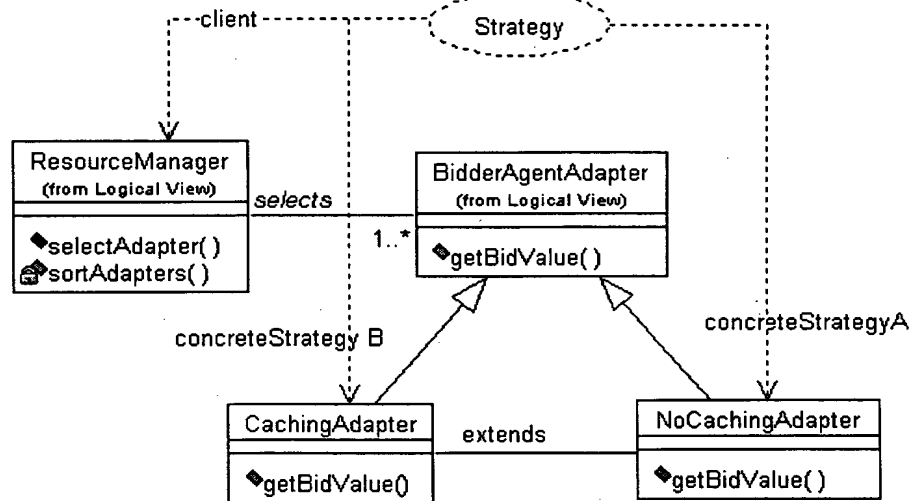 client
Strategy
ResourceManager
(from Logical View)
selectAdapter( )
sortAdapters( )
selects
1..*
BidderAgentAdapter
(from Logical View)
getBidValue( )
concreteStrategy B
concreteStrategyA
CachingAdapter
getBidValue()
extends
NoCachingAdapter
getBidValue( )